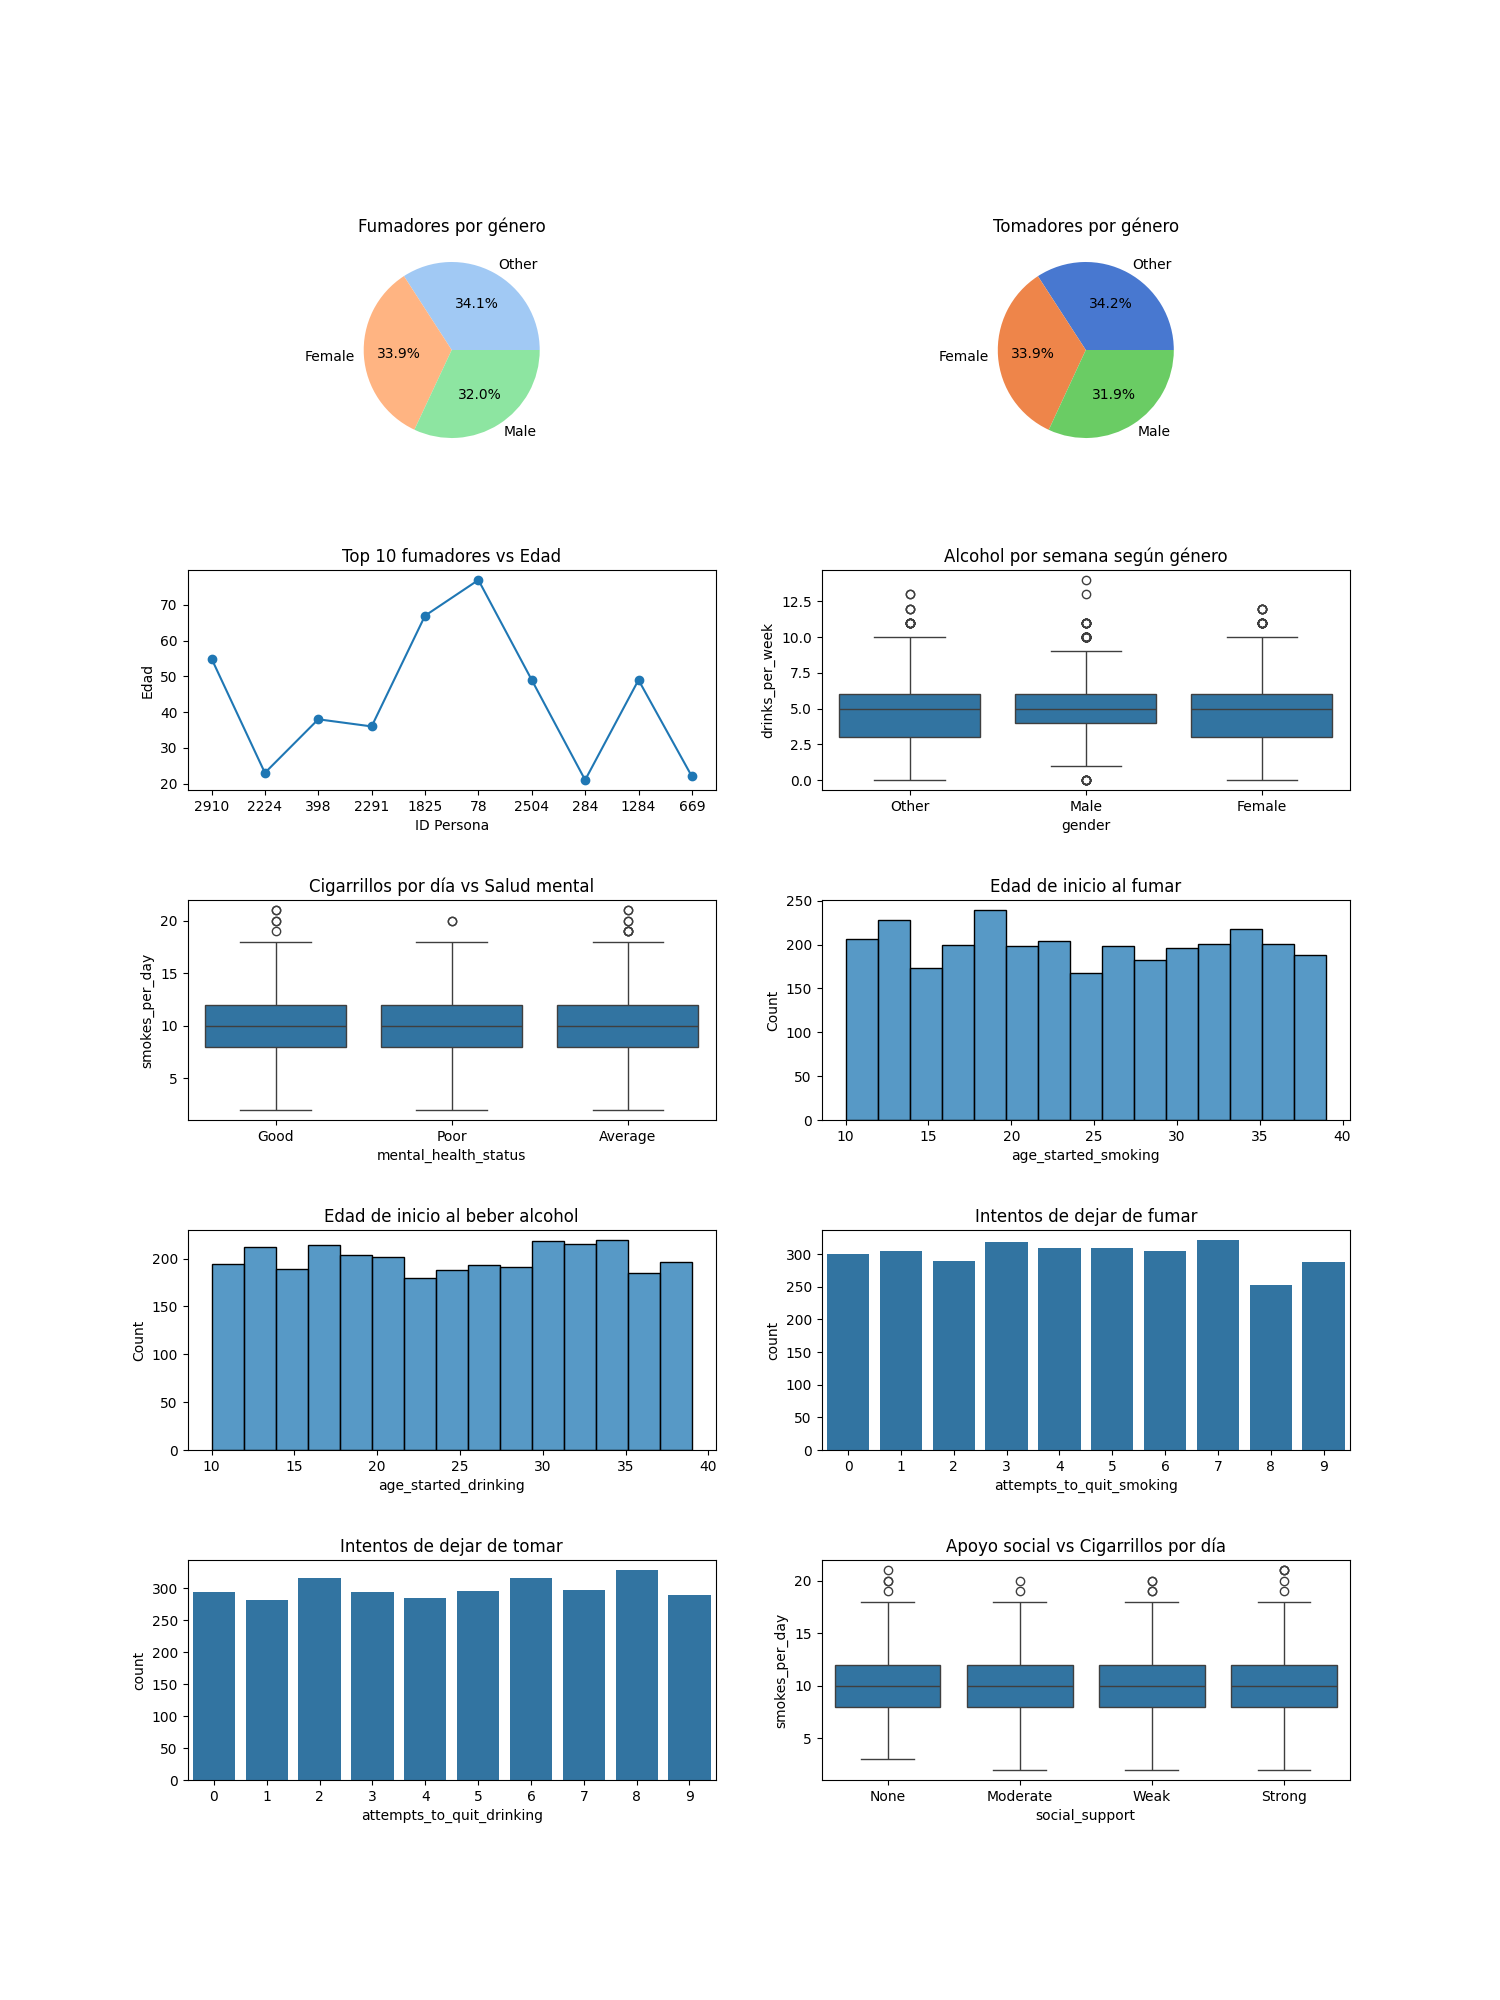 Fumadores por género
Other
34.1%
Female
33.9%
32.0%
Male
Tomadores por género
Other
34.2%
Female
33.9%
31.9%
Male
Top 10 fumadores vs Edad
Edad
70
60
50
40
30
20
2910 2224 398 2291 1825 78 2504 284 1284 669
ID Persona
Alcohol por semana según género
drinks_per_week
12.5
10.0
7.5
5.0
2.5
0.0
Other Male Female
gender
Cigarrillos por día vs Salud mental
smokes_per_day
20
15
10
5
Good Poor Average
mental_health_status
Edad de inicio al fumar
Count
250
200
150
100
50
0
10 15 20 25 30 35 40
age_started_smoking
Edad de inicio al beber alcohol
Count
200
150
100
50
0
10 15 20 25 30 35 40
age_started_drinking
Intentos de dejar de fumar
count
300
250
200
150
100
50
0
0 1 2 3 4 5 6 7 8 9
attempts_to_quit_smoking
Intentos de dejar de tomar
count
300
250
200
150
100
50
0
0 1 2 3 4 5 6 7 8 9
attempts_to_quit_drinking
Apoyo social vs Cigarrillos por día
smokes_per_day
20
15
10
5
None Moderate Weak Strong
social_support